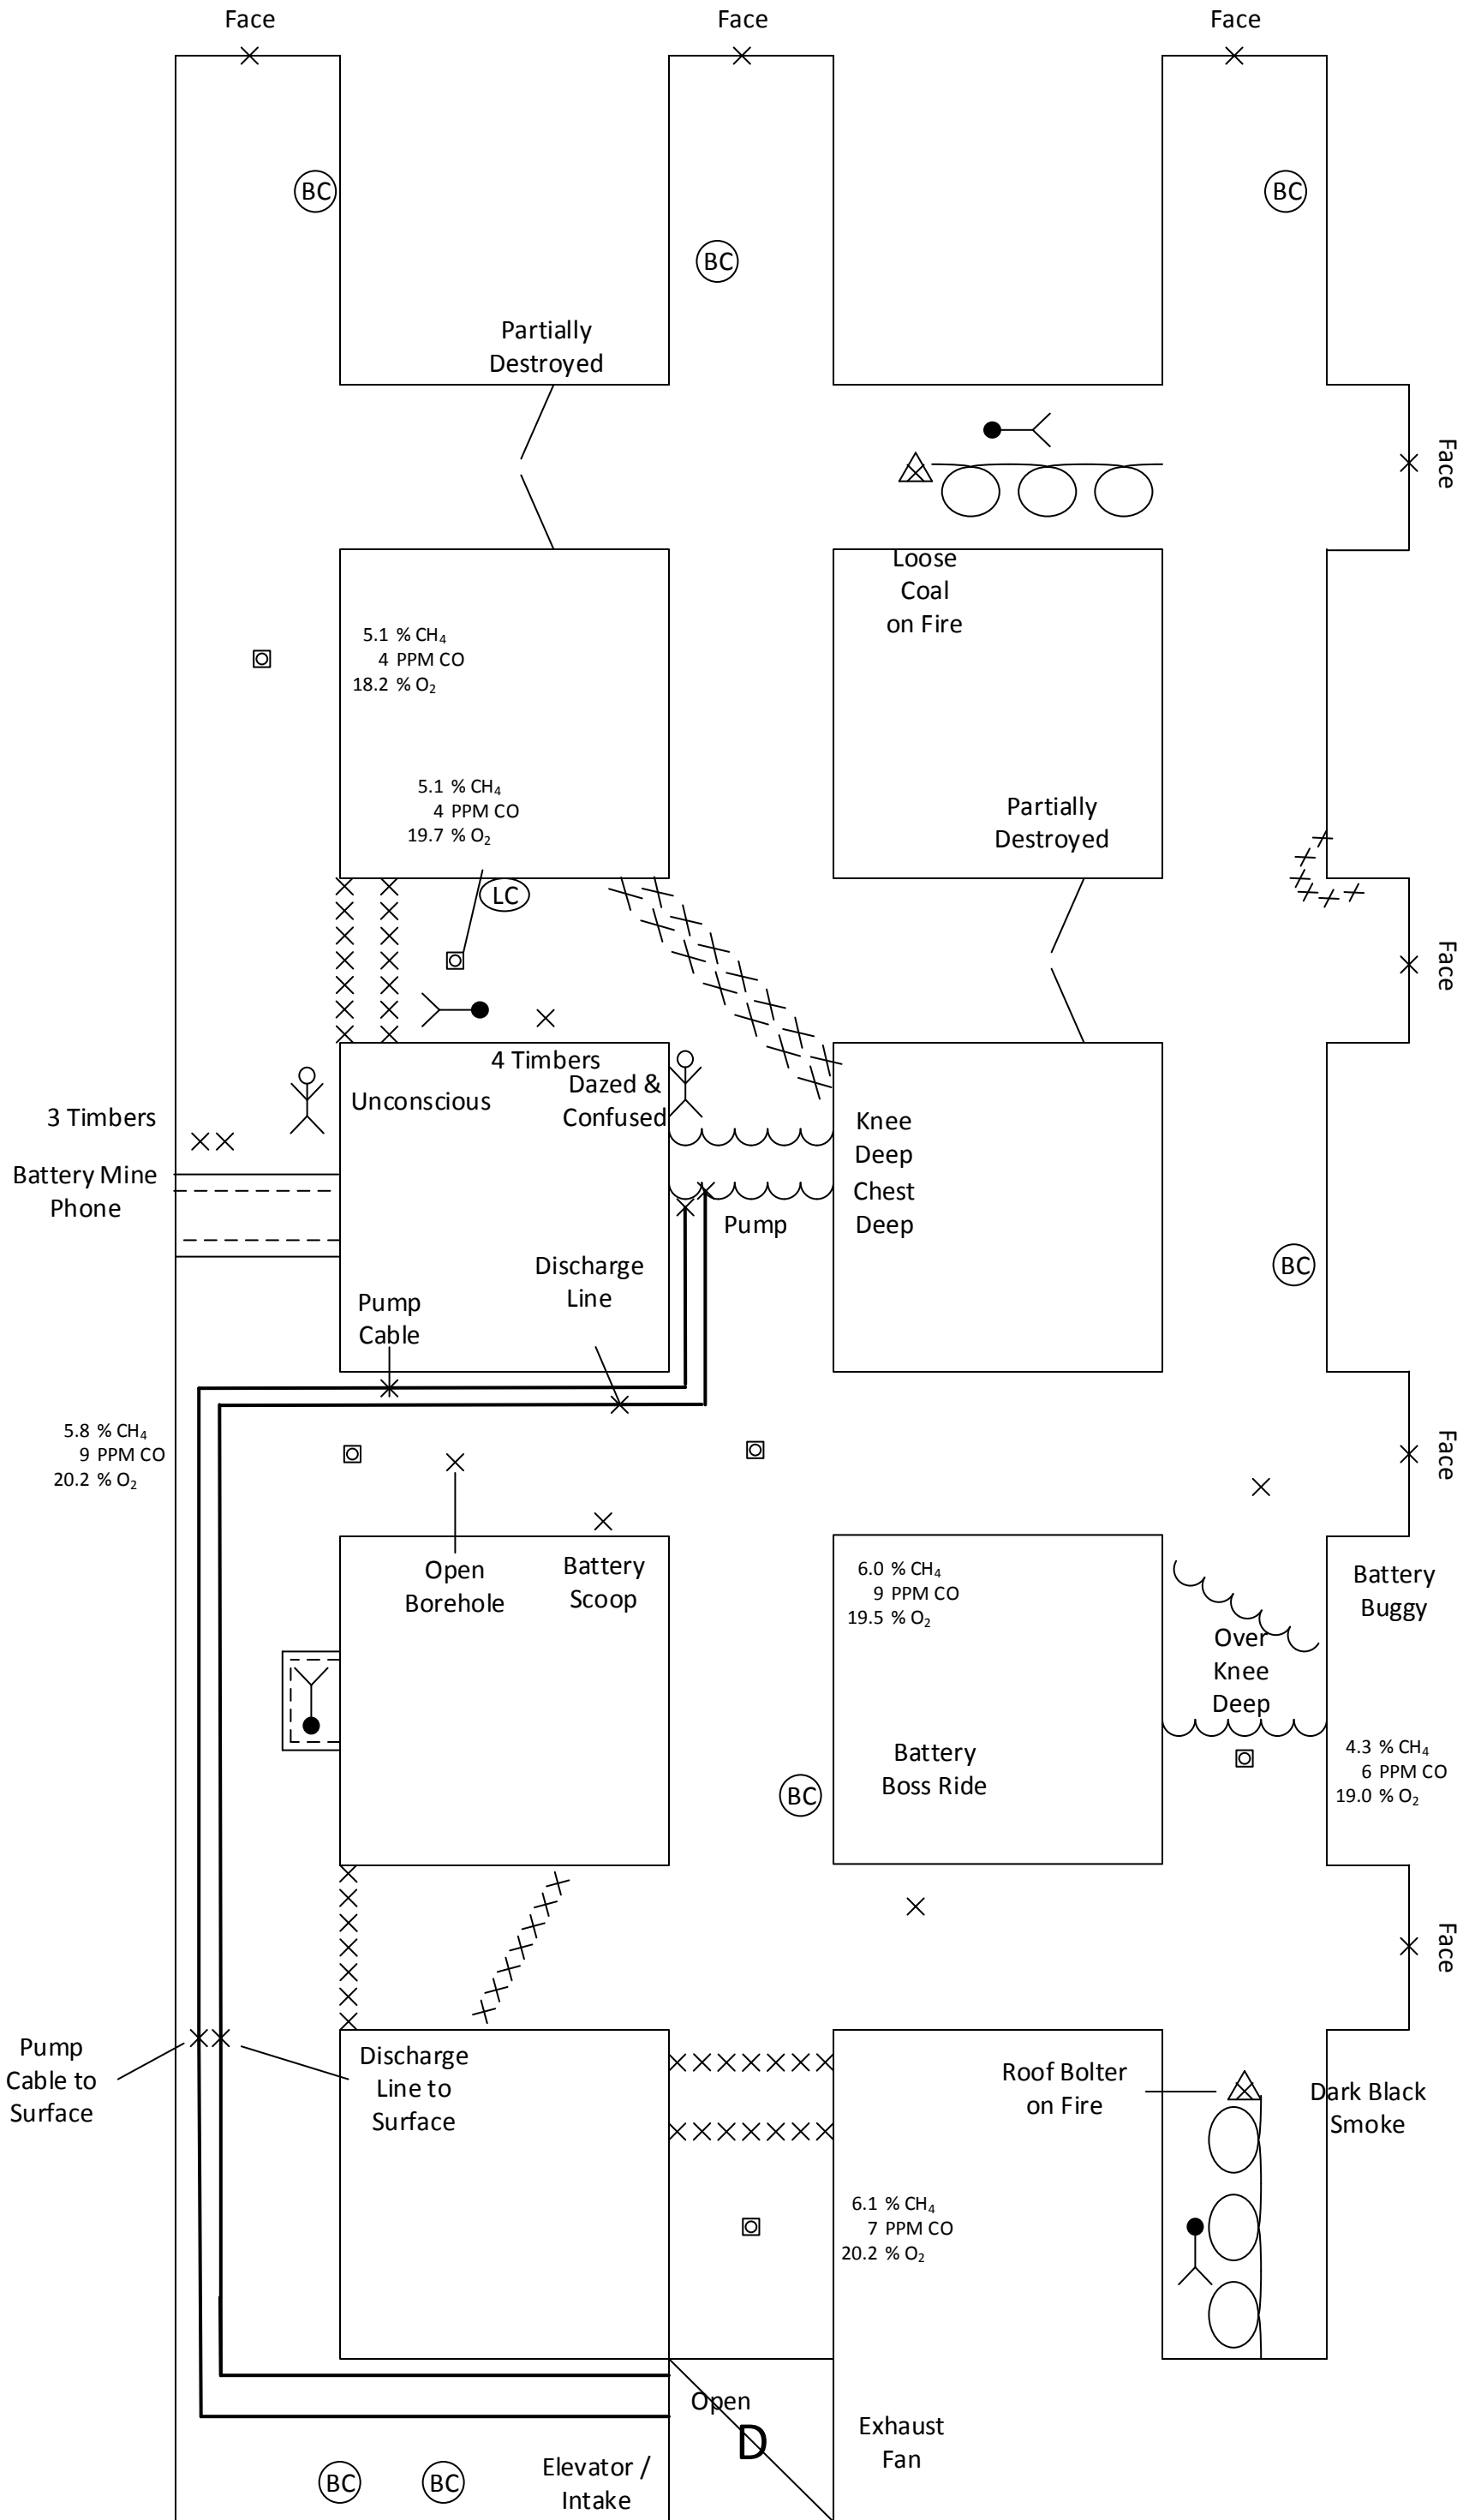 Face
Face
Face
BC
BC
BC
Partially
Destroyed
Face
Loose
Coal
on Fire
5.1 % CH₄
4 PPM CO
18.2 % O₂
5.1 % CH₄
4 PPM CO
19.7 % O₂
Partially
Destroyed
LC
Face
4 Timbers
Unconscious
Dazed &
Confused
3 Timbers
Knee
Deep
Battery Mine
Phone
Chest
Deep
Pump
BC
Discharge
Line
Pump
Cable
5.8 % CH₄
9 PPM CO
20.2 % O₂
Face
Open
Borehole
Battery
Scoop
6.0 % CH₄
9 PPM CO
19.5 % O₂
Battery
Buggy
Over
Knee
Deep
Battery
Boss Ride
BC
4.3 % CH₄
6 PPM CO
19.0 % O₂
Face
Pump
Cable to
Surface
Discharge
Line to
Surface
Roof Bolter
on Fire
Dark Black
Smoke
6.1 % CH₄
7 PPM CO
20.2 % O₂
Open
D
Exhaust
Fan
Elevator /
Intake
BC
BC